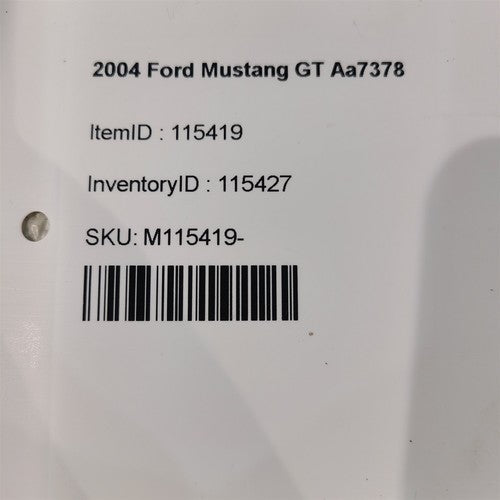 2004 Ford Mustang GT Aa7378
ItemID : 115419
InventoryID : 115427
SKU: M115419-